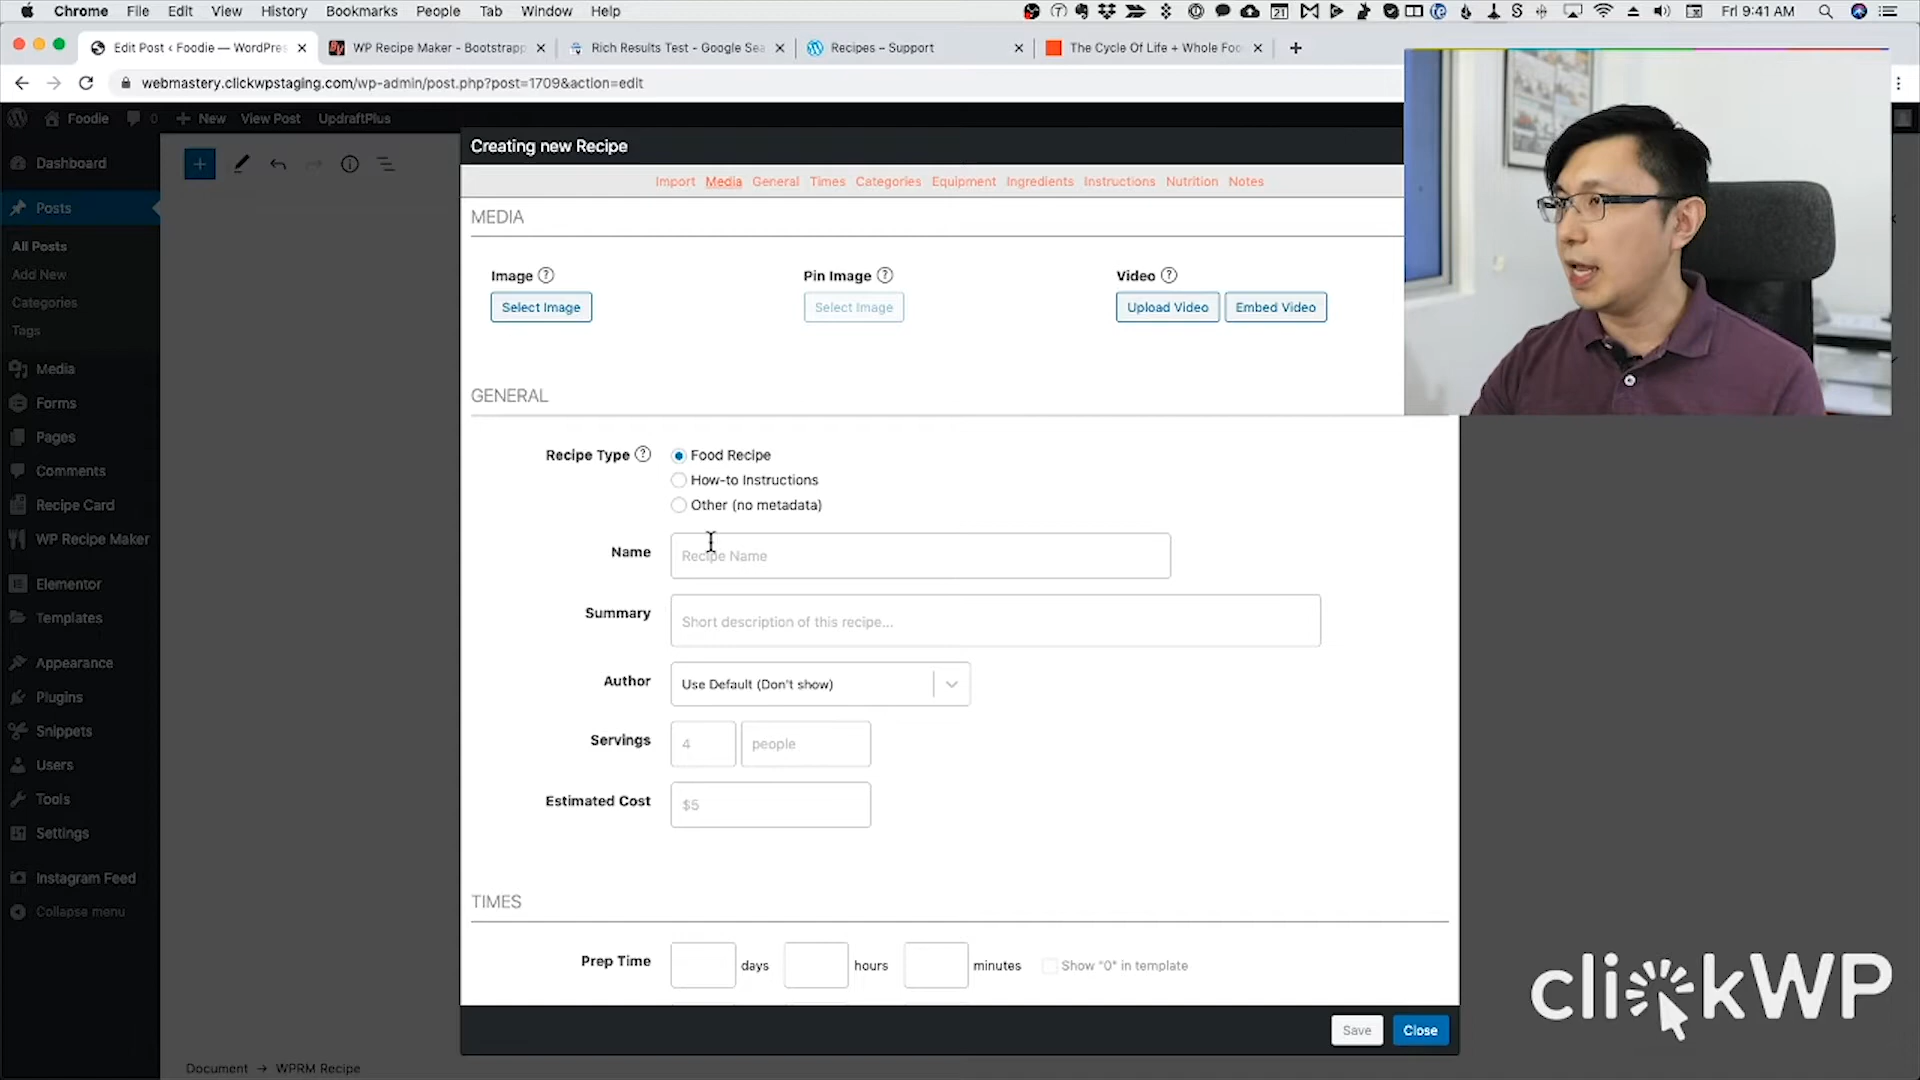 Chrome File Edit View History Bookmarks People Tab Window Help
21
Fri 9:41 AM
Edit Post ‹ Foodie — WordPres
WP Recipe Maker - Bootstrapp
Rich Results Test - Google Sea
Recipes – Support
The Cycle Of Life + Whole Foo
webmastery.clickwpstaging.com/wp-admin/post.php?post=1709&action=edit
Foodie 0 New View Post UpdraftPlus
Dashboard
Posts
All Posts
Add New
Categories
Tags
Media
Forms
Pages
Comments
Recipe Card
WP Recipe Maker
Elementor
Templates
Appearance
Plugins
Snippets
Users
Tools
Settings
Instagram Feed
Collapse menu
Creating new Recipe
Import Media General Times Categories Equipment Ingredients Instructions Nutrition Notes
MEDIA
Image ? Pin Image ? Video ?
Select Image Select Image Upload Video Embed Video
GENERAL
Recipe Type ? Food Recipe
How-to Instructions
Other (no metadata)
Name Recipe Name
Summary Short description of this recipe...
Author Use Default (Don't show)
Servings 4 people
Estimated Cost $5
TIMES
Prep Time days hours minutes Show "0" in template
Save Close
Document → WPRM Recipe
clickWP